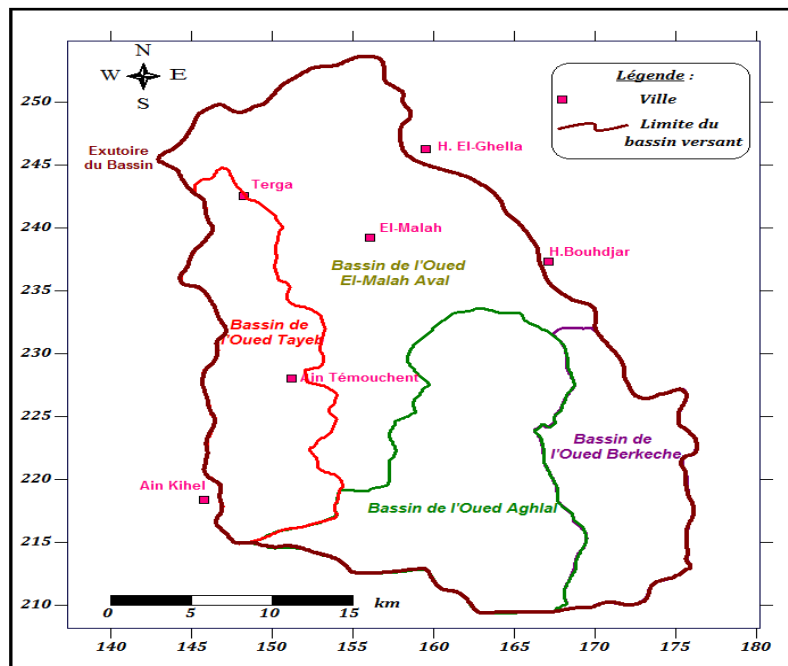 N
W E
S
Légende :
Ville
Limite du
bassin versant
250
245
240
235
230
225
220
215
210
Exutoire
du Bassin
H. El-Ghella
Terga
El-Malah
H.Bouhdjar
Bassin de l'Oued
El-Malah Aval
Bassin de
l'Oued Tayeb
Ain Témouchent
Bassin de
l'Oued Berkeche
Ain Kihel
Bassin de l'Oued Aghlal
0 5 10 15 km
140 145 150 155 160 165 170 175 180